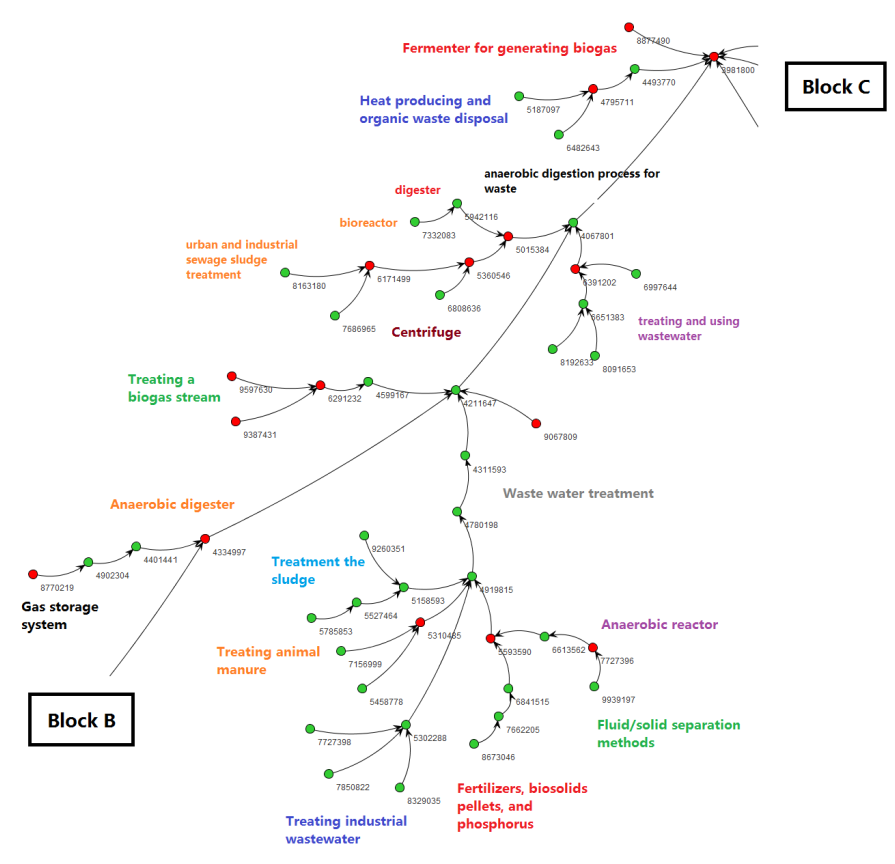 8877490
Fermenter for generating biogas
3981800
4493770
Block C
Heat producing and
organic waste disposal
5187097
4795711
6482643
anaerobic digestion process for
waste
digester
5942116
bioreactor
7332083
4067801
5015384
urban and industrial
sewage sludge
treatment
8163180
6171499
5360546
6391202
6997644
6808636
7686965
5651383
treating and using
wastewater
Centrifuge
8192633
8091653
Treating a
biogas stream
9597630
6291232
4599167
4211647
9387431
9067809
4311593
Waste water treatment
Anaerobic digester
4780198
4334997
9260351
4401441
4902304
8770219
Treatment the
sludge
4919815
5158593
Gas storage
system
5527464
5785853
5310485
Anaerobic reactor
5593590
6613562
7727396
Treating animal
manure
7156999
5458778
6841515
9939197
Block B
7662205
Fluid/solid separation
methods
7727398
5302288
8673046
7850822
8329035
Fertilizers, biosolids
pellets, and
phosphorus
Treating industrial
wastewater